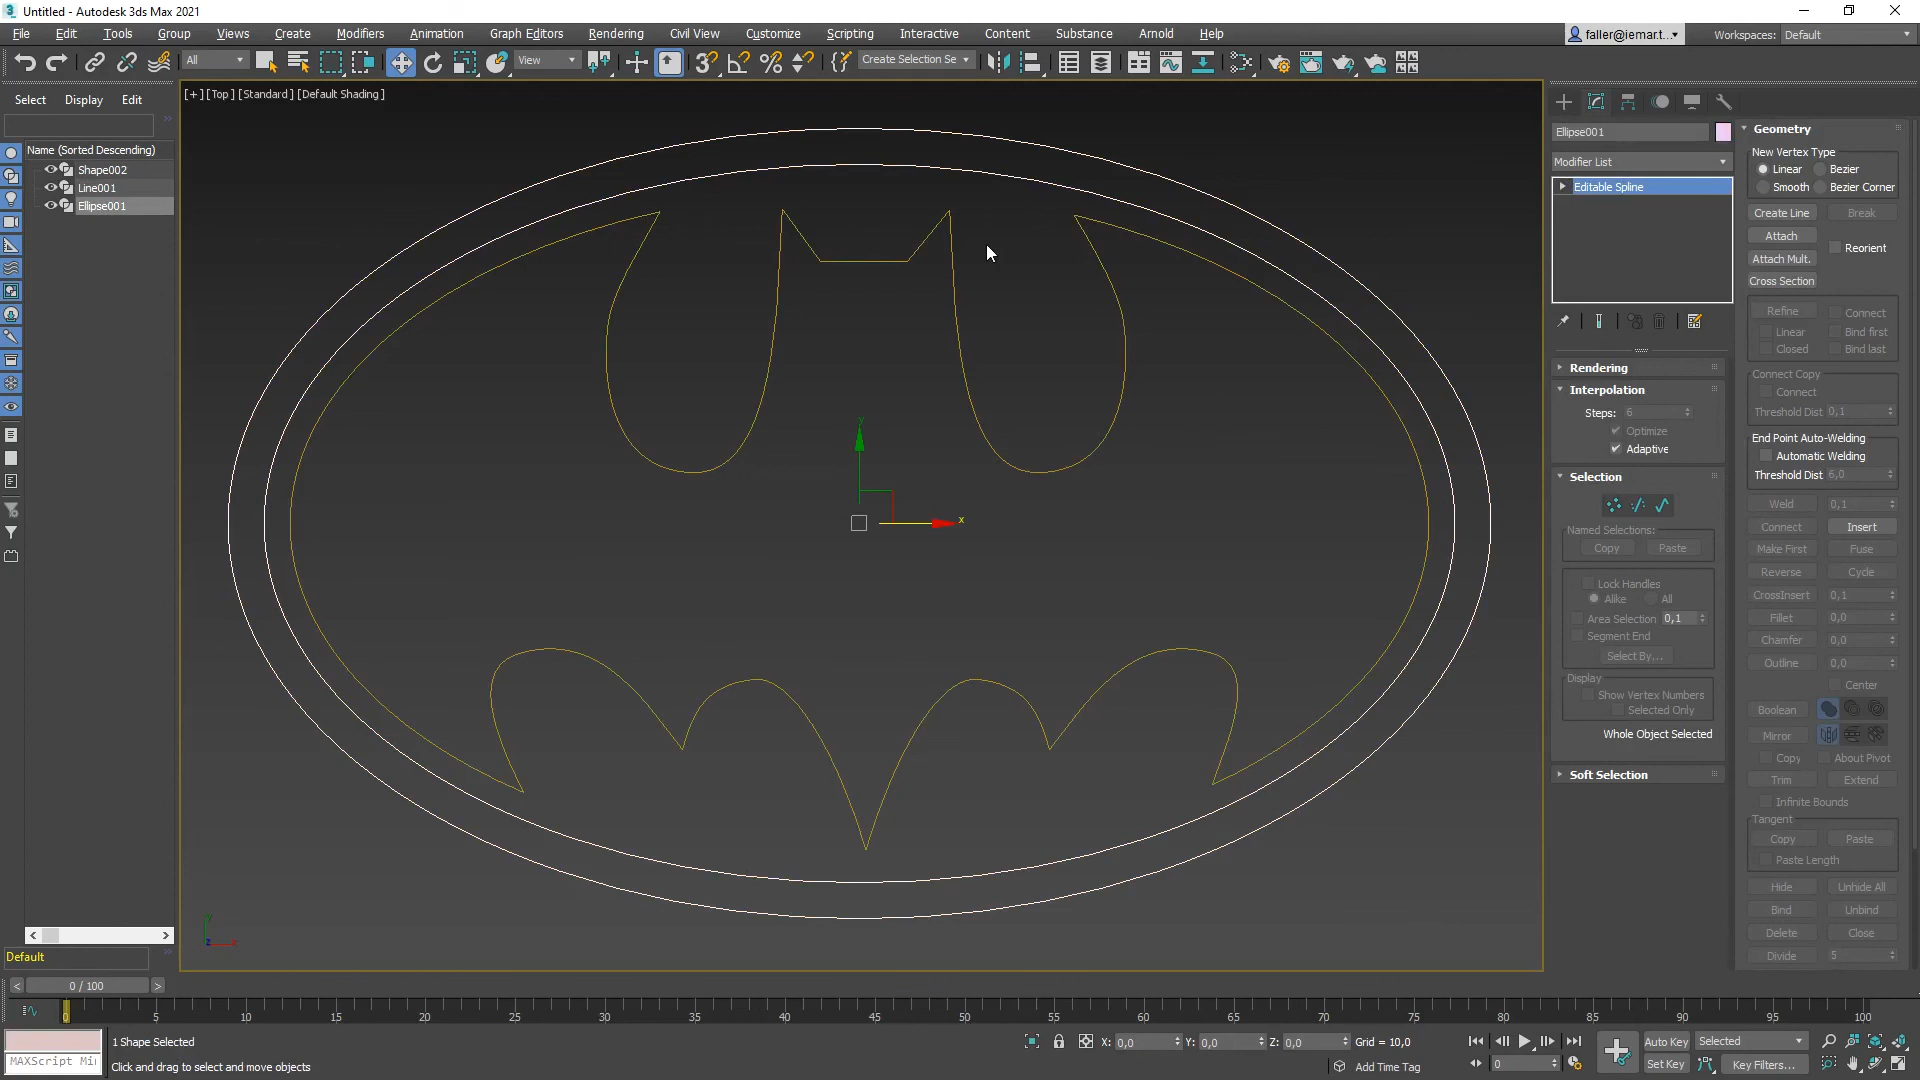 Untitled - Autodesk 3ds Max 2021
File Edit Tools Group Views Create Modifiers Animation Graph Editors Rendering Civil View Customize Scripting Interactive Content Substance Arnold Help
faller@iemar.t... Workspaces: Default
All View Create Selection Se
Select Display Edit
[+] [Top] [Standard] [Default Shading]
Name (Sorted Descending)
Shape002
Line001
Ellipse001
y
x
y
z
x
Ellipse001
Modifier List
Editable Spline
Rendering
Interpolation
Steps: 6
Optimize
Adaptive
Selection
Named Selections:
Copy Paste
Lock Handles
Alike All
Area Selection 0,1
Segment End
Select By...
Display
Show Vertex Numbers
Selected Only
Whole Object Selected
Soft Selection
Geometry
New Vertex Type
Linear Bezier
Smooth Bezier Corner
Create Line Break
Attach Reorient
Attach Mult.
Cross Section
Refine Connect
Linear Bind first
Closed Bind last
Connect Copy
Connect
Threshold Dist 0,1
End Point Auto-Welding
Automatic Welding
Threshold Dist 6,0
Weld 0,1
Connect Insert
Make First Fuse
Reverse Cycle
CrossInsert 0,1
Fillet 0,0
Chamfer 0,0
Outline 0,0
Center
Boolean
Mirror
Copy About Pivot
Trim Extend
Infinite Bounds
Tangent
Copy Paste
Paste Length
Hide Unhide All
Bind Unbind
Delete Close
Divide 5
Default
< 0 / 100 >
0 5 10 15 20 25 30 35 40 45 50 55 60 65 70 75 80 85 90 95 100
1 Shape Selected X: 0,0 Y: 0,0 Z: 0,0 Grid = 10,0 Auto Key Selected
MAXScript Mi Click and drag to select and move objects Add Time Tag 0 Set Key Key Filters...